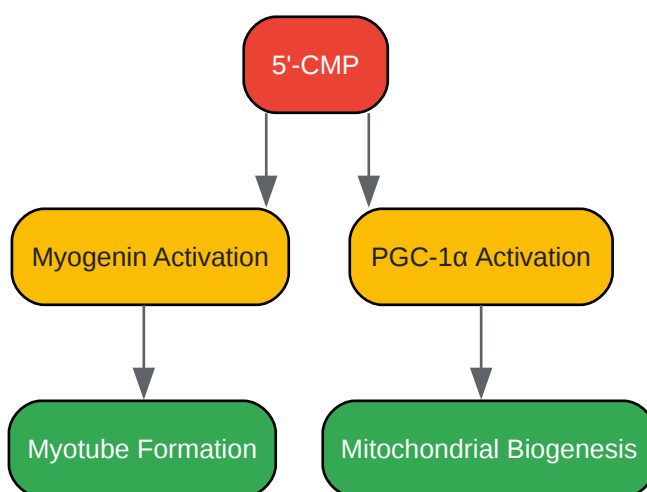 5'-CMP
Myogenin Activation
PGC-1α Activation
Myotube Formation
Mitochondrial Biogenesis